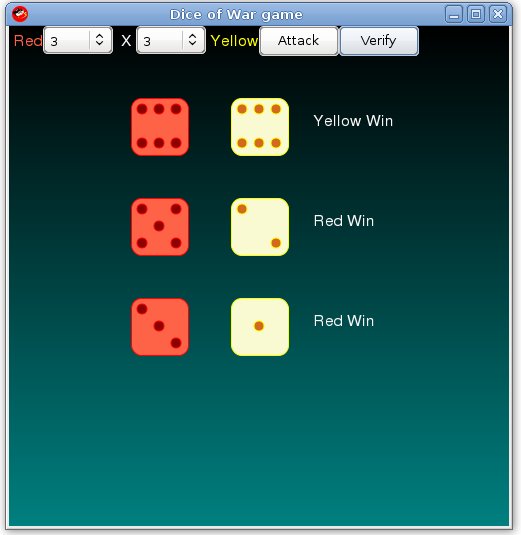 Dice of War game
Red 3 X 3 Yellow Attack Verify
Yellow Win
Red Win
Red Win